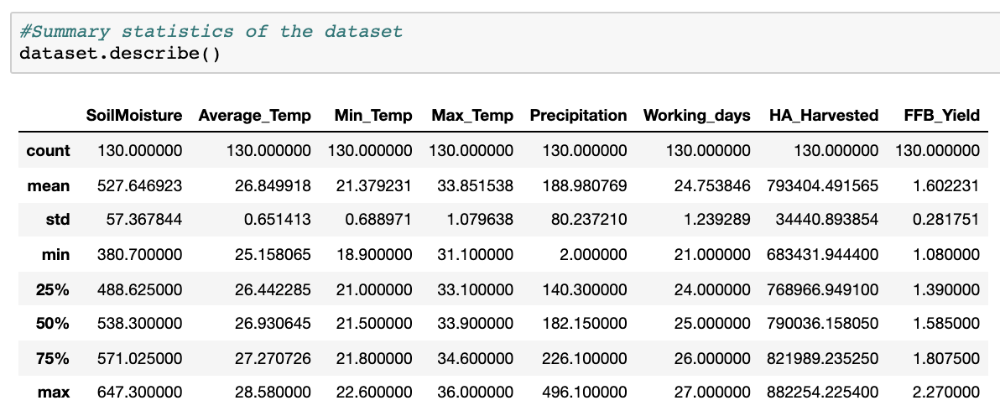 #Summary statistics of the dataset
dataset.describe()
SoilMoisture Average_Temp Min_Temp Max_Temp Precipitation Working_days HA_Harvested FFB_Yield
count 130.000000 130.000000 130.000000 130.000000 130.000000 130.000000 130.000000 130.000000
mean 527.646923 26.849918 21.379231 33.851538 188.980769 24.753846 793404.491565 1.602231
std 57.367844 0.651413 0.688971 1.079638 80.237210 1.239289 34440.893854 0.281751
min 380.700000 25.158065 18.900000 31.100000 2.000000 21.000000 683431.944400 1.080000
25% 488.625000 26.442285 21.000000 33.100000 140.300000 24.000000 768966.949100 1.390000
50% 538.300000 26.930645 21.500000 33.900000 182.150000 25.000000 790036.158050 1.585000
75% 571.025000 27.270726 21.800000 34.600000 226.100000 26.000000 821989.235250 1.807500
max 647.300000 28.580000 22.600000 36.000000 496.100000 27.000000 882254.225400 2.270000